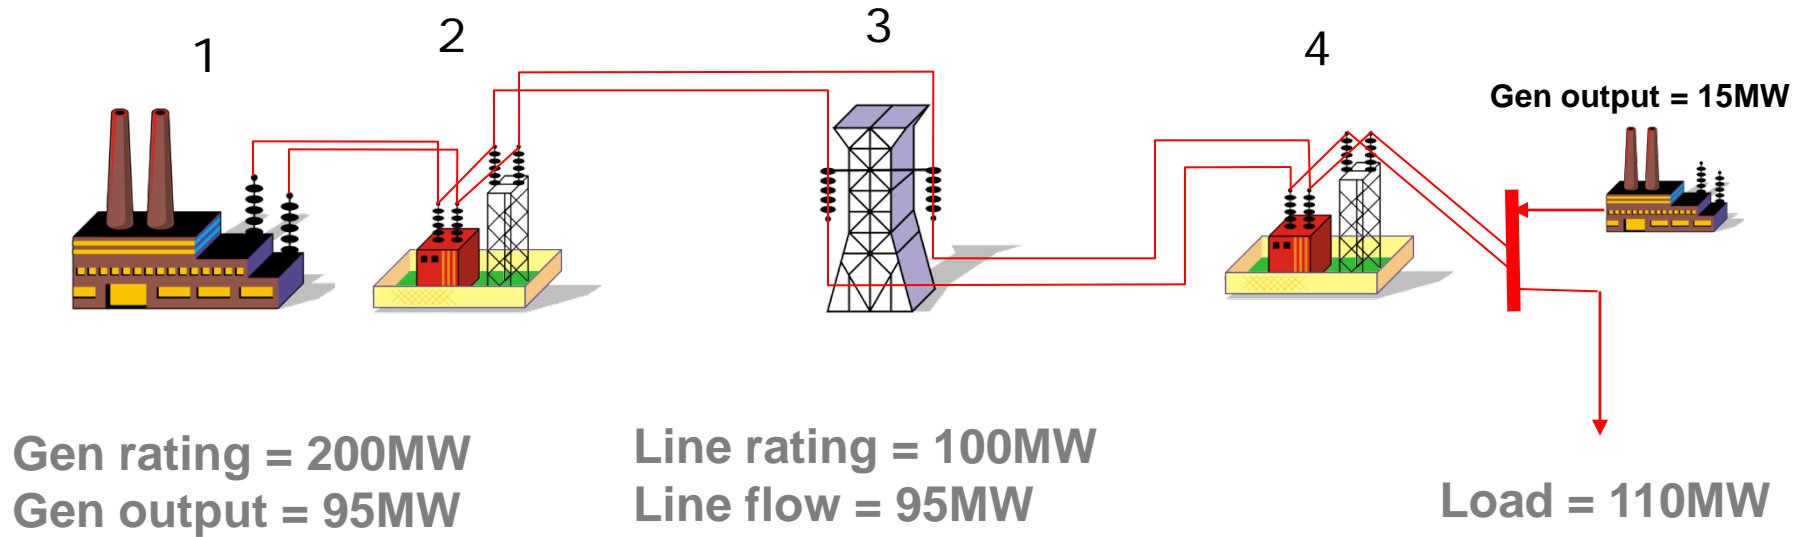 1
2
3
4
Gen output = 15MW
Gen rating = 200MW
Gen output = 95MW
Line rating = 100MW
Line flow = 95MW
Load = 110MW